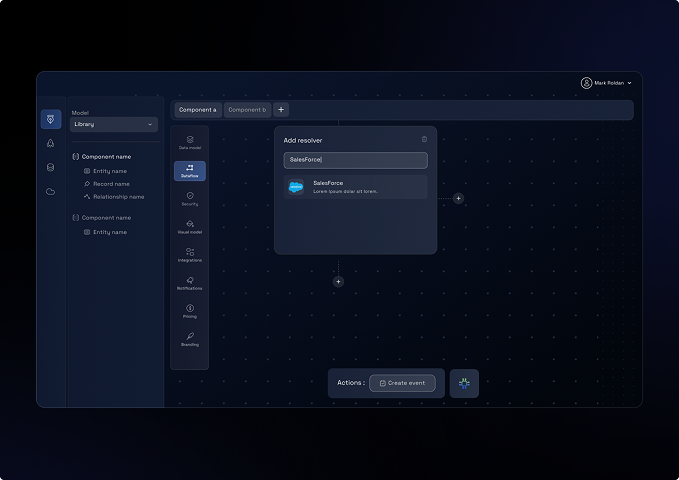 Mark Roldan
Component a
Component b
+
Model
Library
Component name
Entity name
Record name
Relationship name
Component name
Entity name
Data model
Dataflow
Security
Visual model
Integrations
Notifications
Pricing
Branding
Add resolver
SalesForce
SalesForce
Lorem ipsum dolar sit lorem.
+
+
Actions :
Create event